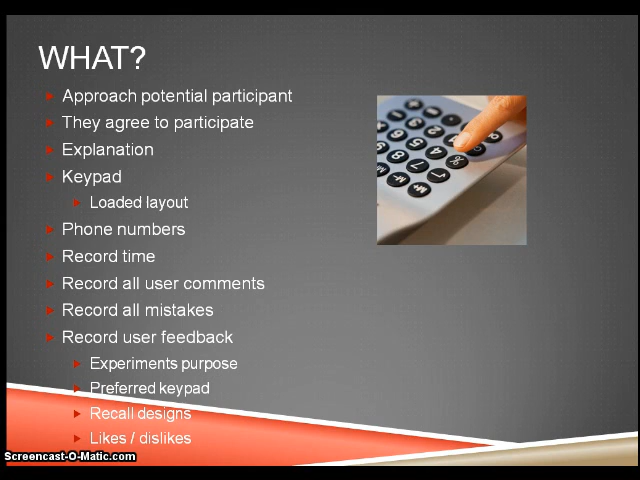 WHAT?
Approach potential participant
They agree to participate
Explanation
Keypad
Loaded layout
Phone numbers
Record time
Record all user comments
Record all mistakes
Record user feedback
Experiments purpose
Preferred keypad
Recall designs
Likes / dislikes
Screencast-O-Matic.com